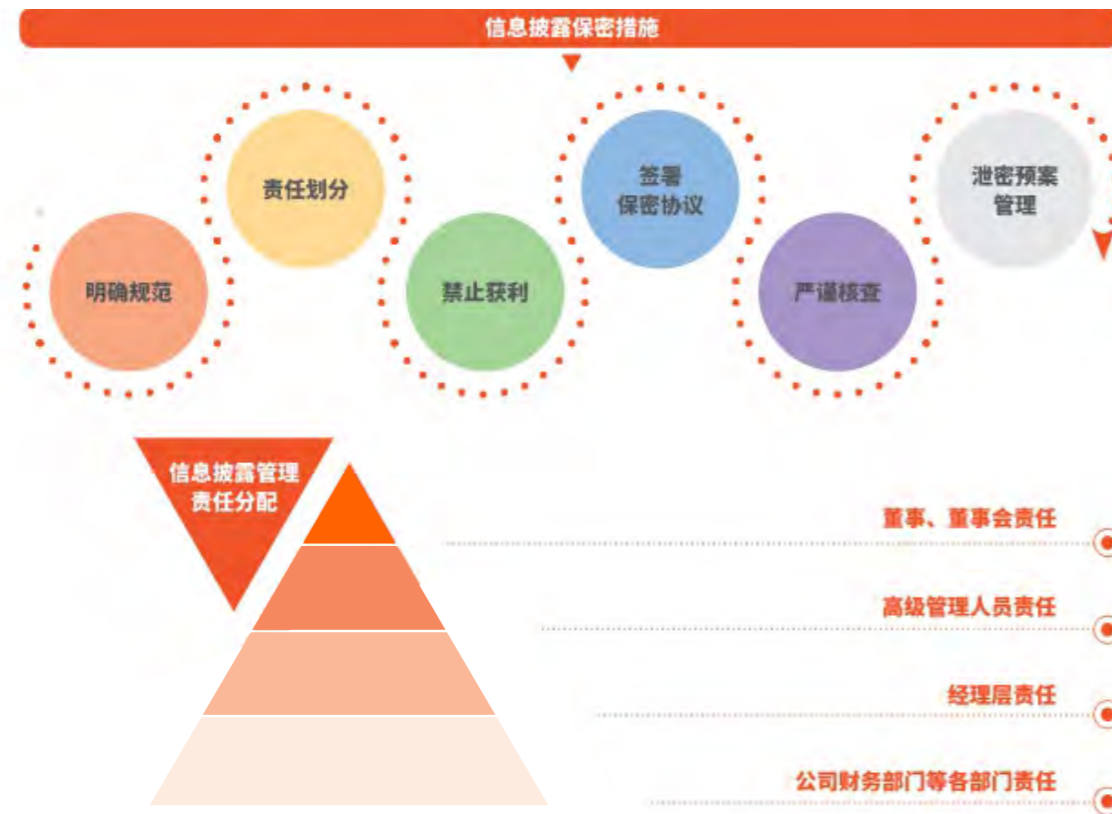 信息披露保密措施
明确规范
责任划分
禁止获利
签署
保密协议
严谨核查
泄密预案
管理
信息披露管理
责任分配
董事、董事会责任
高级管理人员责任
经理层责任
公司财务部门等各部门责任